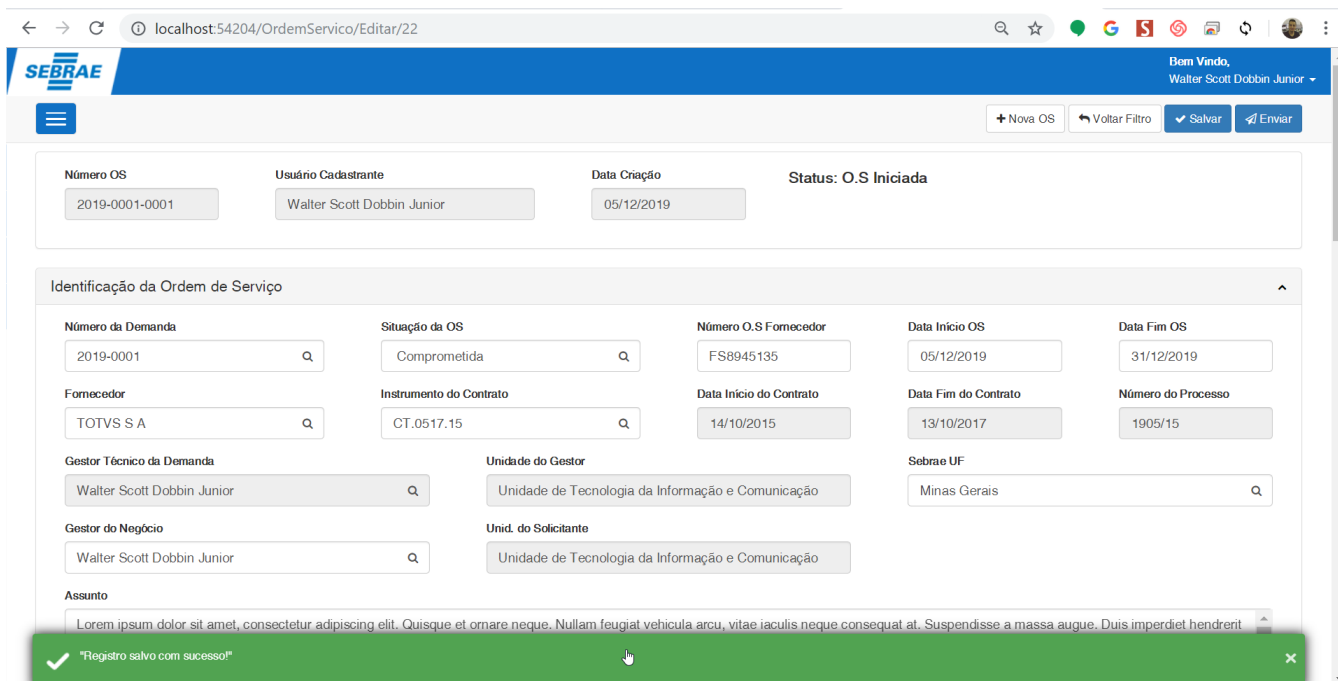 localhost:54204/OrdemServico/Editar/22
SEBRAE
Bem Vindo,
Walter Scott Dobbin Junior
Nova OS Voltar Filtro Salvar Enviar
Número OS Usuário Cadastrante Data Criação Status: O.S Iniciada
2019-0001-0001 Walter Scott Dobbin Junior 05/12/2019
Identificação da Ordem de Serviço
Número da Demanda Situação da OS Número O.S Fornecedor Data Início OS Data Fim OS
2019-0001 Comprometida FS8945135 05/12/2019 31/12/2019
Fornecedor Instrumento do Contrato Data Início do Contrato Data Fim do Contrato Número do Processo
TOTVS S A CT.0517.15 14/10/2015 13/10/2017 1905/15
Gestor Técnico da Demanda Unidade do Gestor Sebrae UF
Walter Scott Dobbin Junior Unidade de Tecnologia da Informação e Comunicação Minas Gerais
Gestor do Negócio Unid. do Solicitante
Walter Scott Dobbin Junior Unidade de Tecnologia da Informação e Comunicação
Assunto
Lorem ipsum dolor sit amet, consectetur adipiscing elit. Quisque et ornare neque. Nullam feugiat vehicula arcu, vitae iaculis neque consequat at. Suspendisse a massa augue. Duis imperdiet hendrerit
"Registro salvo com sucesso!"